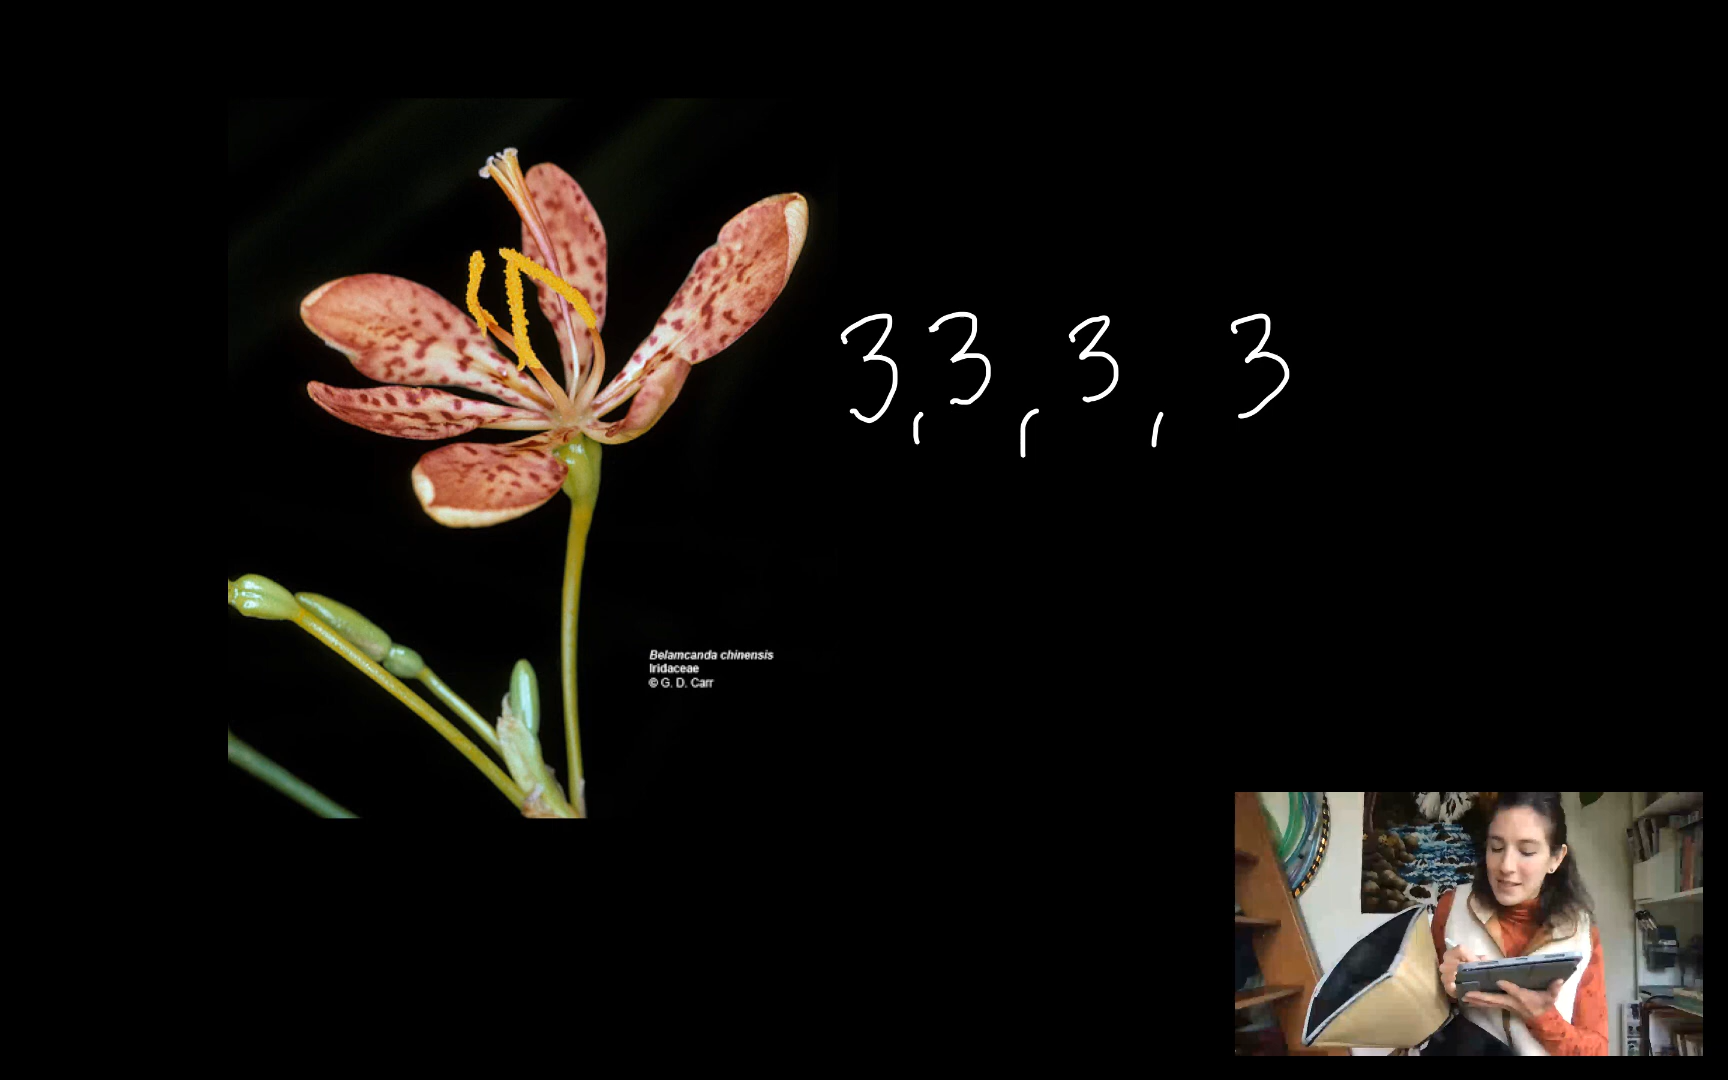 3, 3, 3, 3
Belamcanda chinensis
Iridaceae
© G. D. Carr